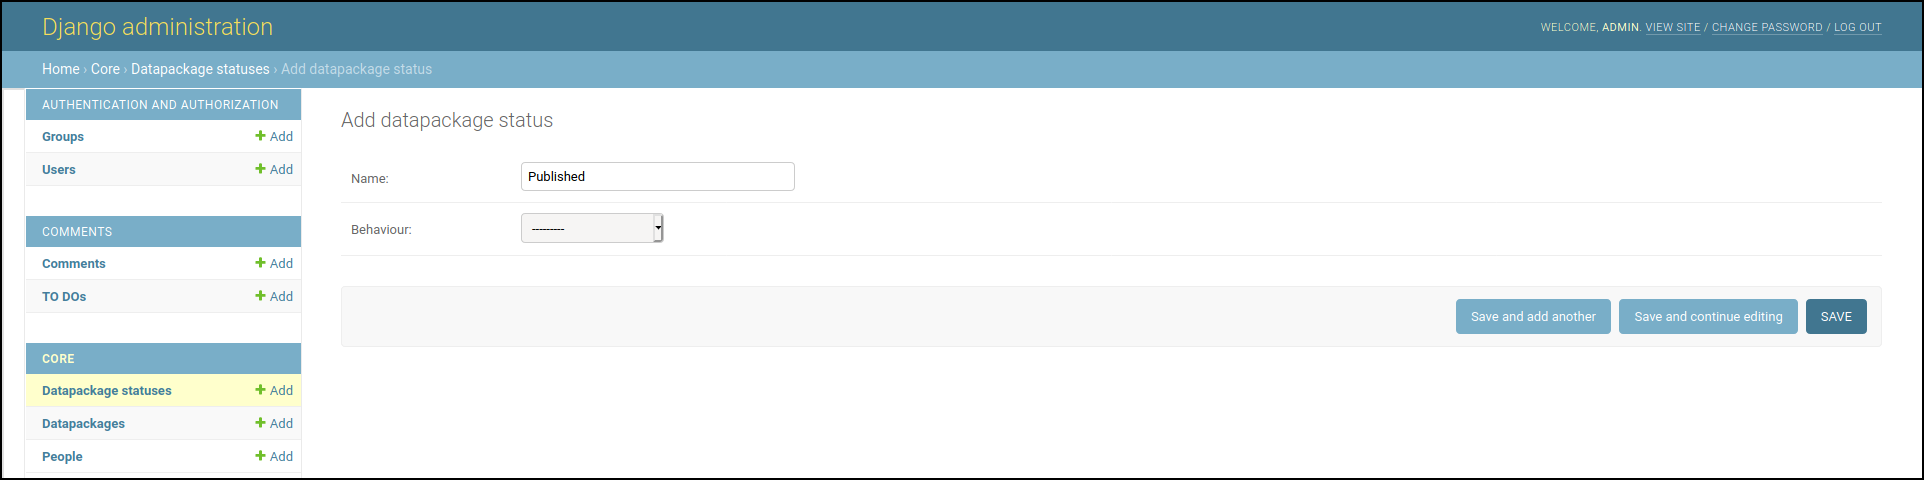 Django administration
WELCOME, ADMIN. VIEW SITE / CHANGE PASSWORD / LOG OUT
Home › Core › Datapackage statuses › Add datapackage status
AUTHENTICATION AND AUTHORIZATION
Groups + Add
Users + Add
COMMENTS
Comments + Add
TO DOs + Add
CORE
Datapackage statuses + Add
Datapackages + Add
People + Add
Add datapackage status
Name: Published
Behaviour: ---------
Save and add another Save and continue editing SAVE